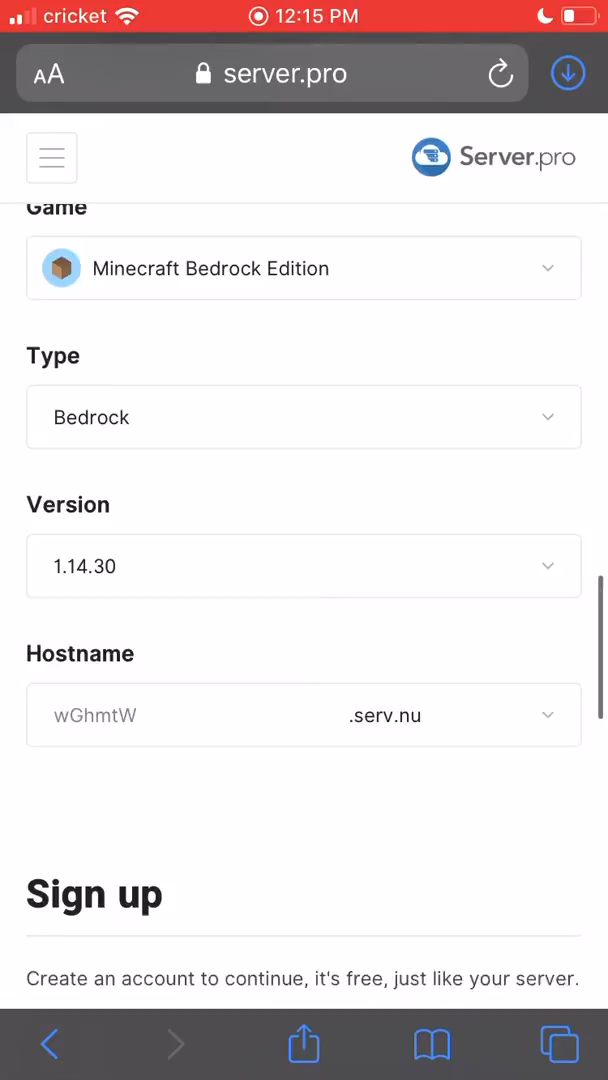 cricket 12:15 PM
AA server.pro
Server.pro
Game
Minecraft Bedrock Edition
Type
Bedrock
Version
1.14.30
Hostname
wGhmtW .serv.nu
Sign up
Create an account to continue, it's free, just like your server.